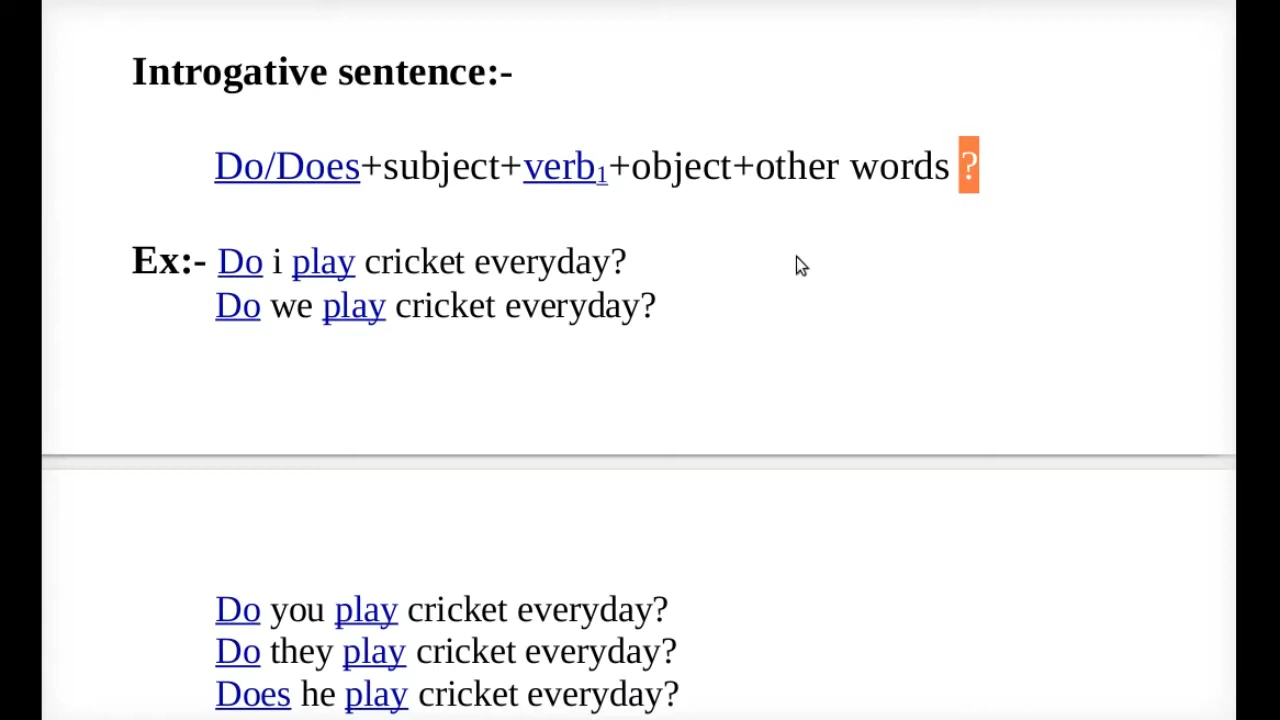 Introgative sentence:-
Do/Does+subject+verb₁+object+other words ?
Ex:- Do i play cricket everyday?
Do we play cricket everyday?
Do you play cricket everyday?
Do they play cricket everyday?
Does he play cricket everyday?